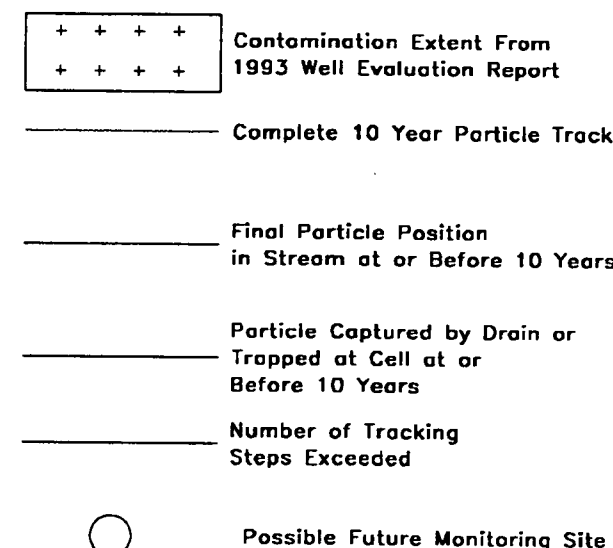 Contamination Extent From
1993 Well Evaluation Report
Complete 10 Year Particle Track
Final Particle Position
in Stream at or Before 10 Years
Particle Captured by Drain or
Trapped at Cell at or
Before 10 Years
Number of Tracking
Steps Exceeded
Possible Future Monitoring Site